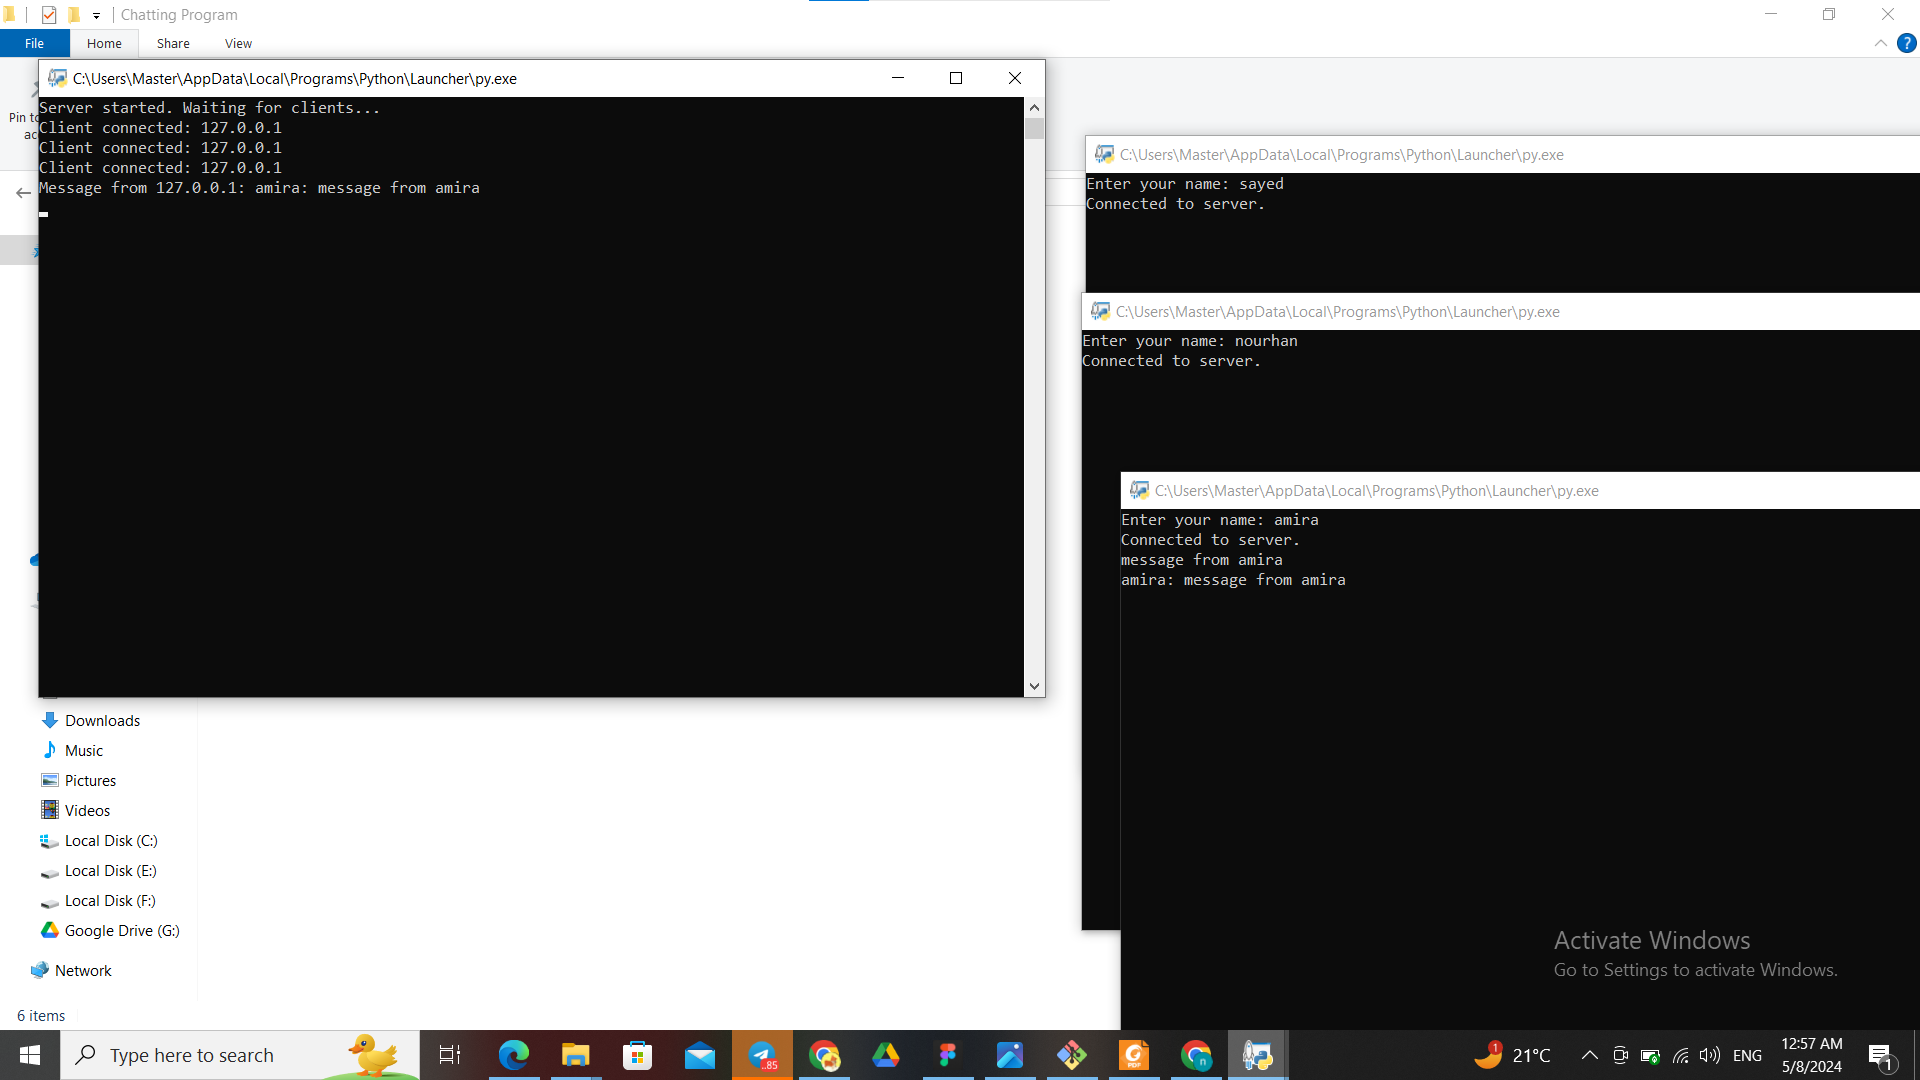 Chatting Program
File Home Share View
C:\Users\Master\AppData\Local\Programs\Python\Launcher\py.exe
Server started. Waiting for clients...
Client connected: 127.0.0.1
Client connected: 127.0.0.1
Client connected: 127.0.0.1
Message from 127.0.0.1: amira: message from amira
Pin to
ac
C:\Users\Master\AppData\Local\Programs\Python\Launcher\py.exe
Enter your name: sayed
Connected to server.
C:\Users\Master\AppData\Local\Programs\Python\Launcher\py.exe
Enter your name: nourhan
Connected to server.
C:\Users\Master\AppData\Local\Programs\Python\Launcher\py.exe
Enter your name: amira
Connected to server.
message from amira
amira: message from amira
Downloads
Music
Pictures
Videos
Local Disk (C:)
Local Disk (E:)
Local Disk (F:)
Google Drive (G:)
Network
6 items
Activate Windows
Go to Settings to activate Windows.
Type here to search
..85
PDF
n
1
21°C
ENG
12:57 AM
5/8/2024
1